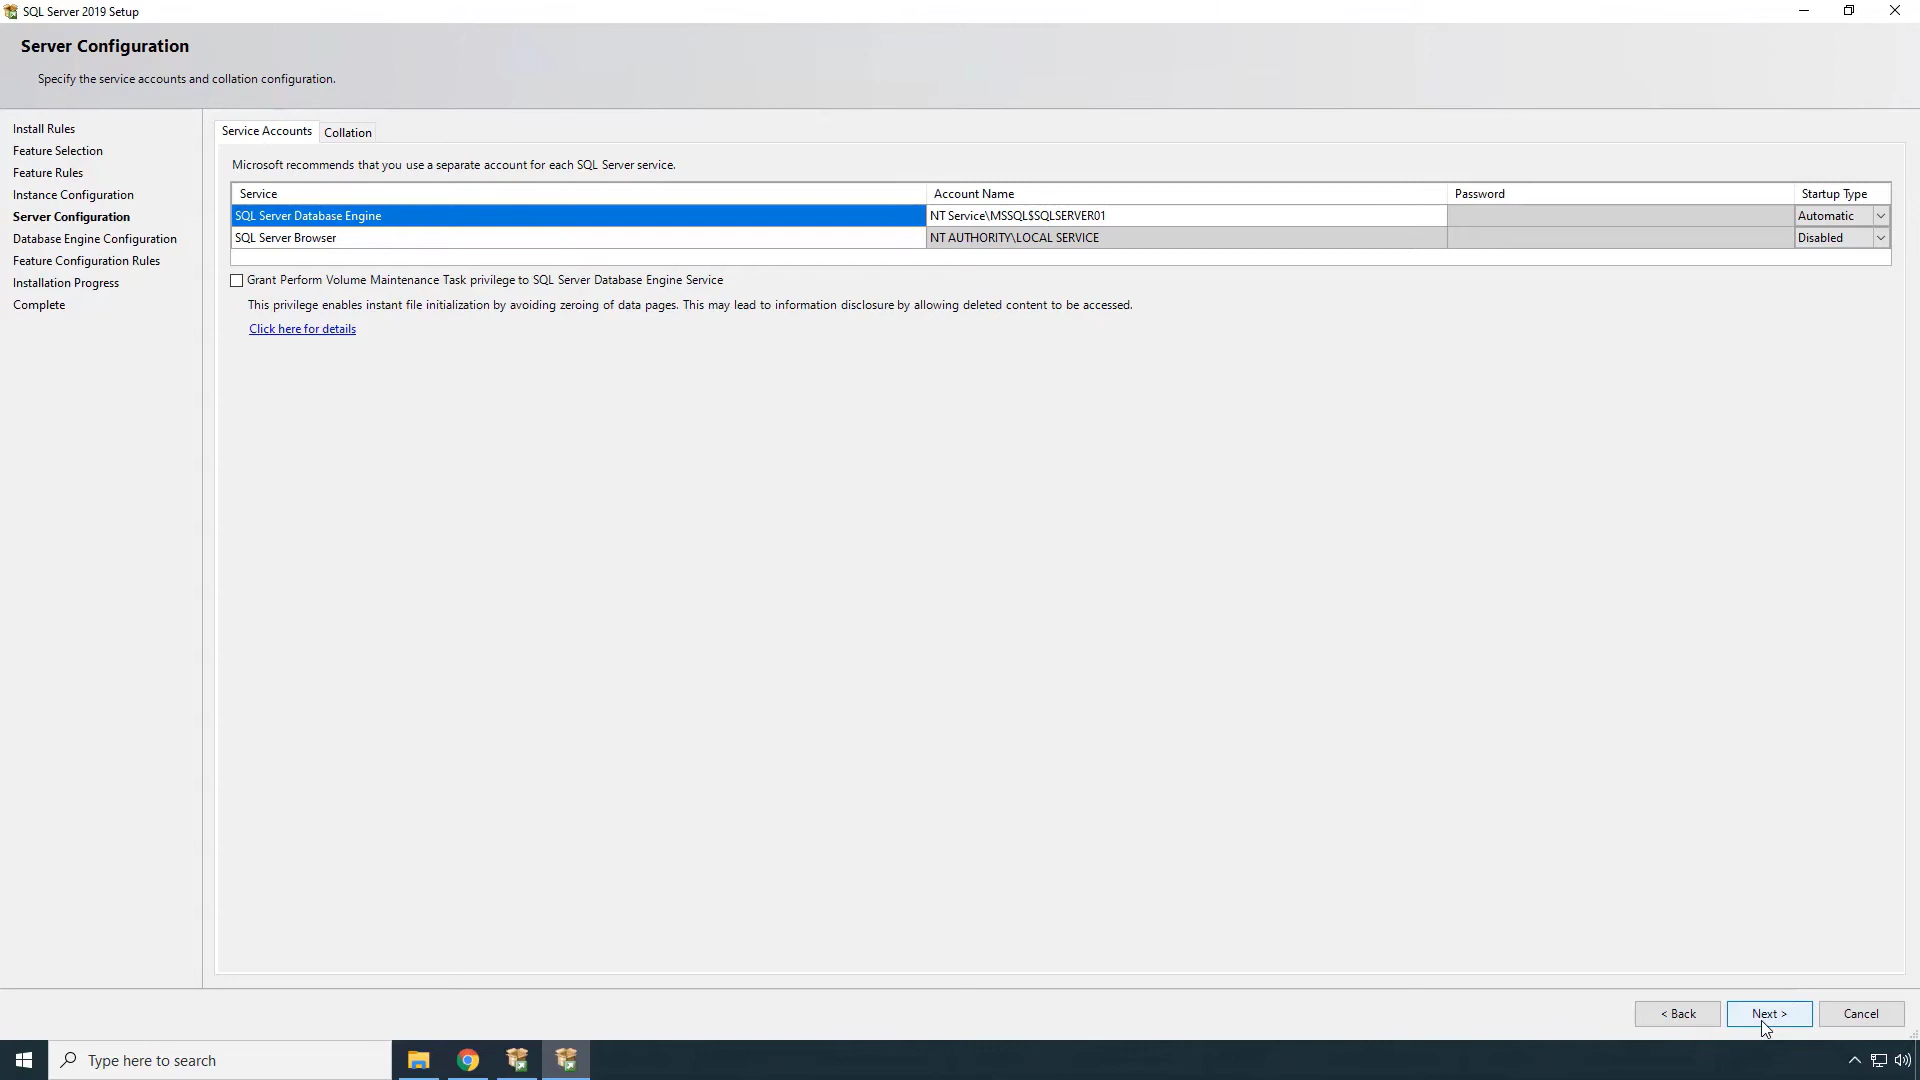 SQL Server 2019 Setup
Server Configuration
Specify the service accounts and collation configuration.
Install Rules
Feature Selection
Feature Rules
Instance Configuration
Server Configuration
Database Engine Configuration
Feature Configuration Rules
Installation Progress
Complete
Service Accounts Collation
Microsoft recommends that you use a separate account for each SQL Server service.
Service Account Name Password Startup Type
SQL Server Database Engine NT Service\MSSQL$SQLSERVER01 Automatic
SQL Server Browser NT AUTHORITY\LOCAL SERVICE Disabled
Grant Perform Volume Maintenance Task privilege to SQL Server Database Engine Service
This privilege enables instant file initialization by avoiding zeroing of data pages. This may lead to information disclosure by allowing deleted content to be accessed.
Click here for details
< Back Next > Cancel
Type here to search